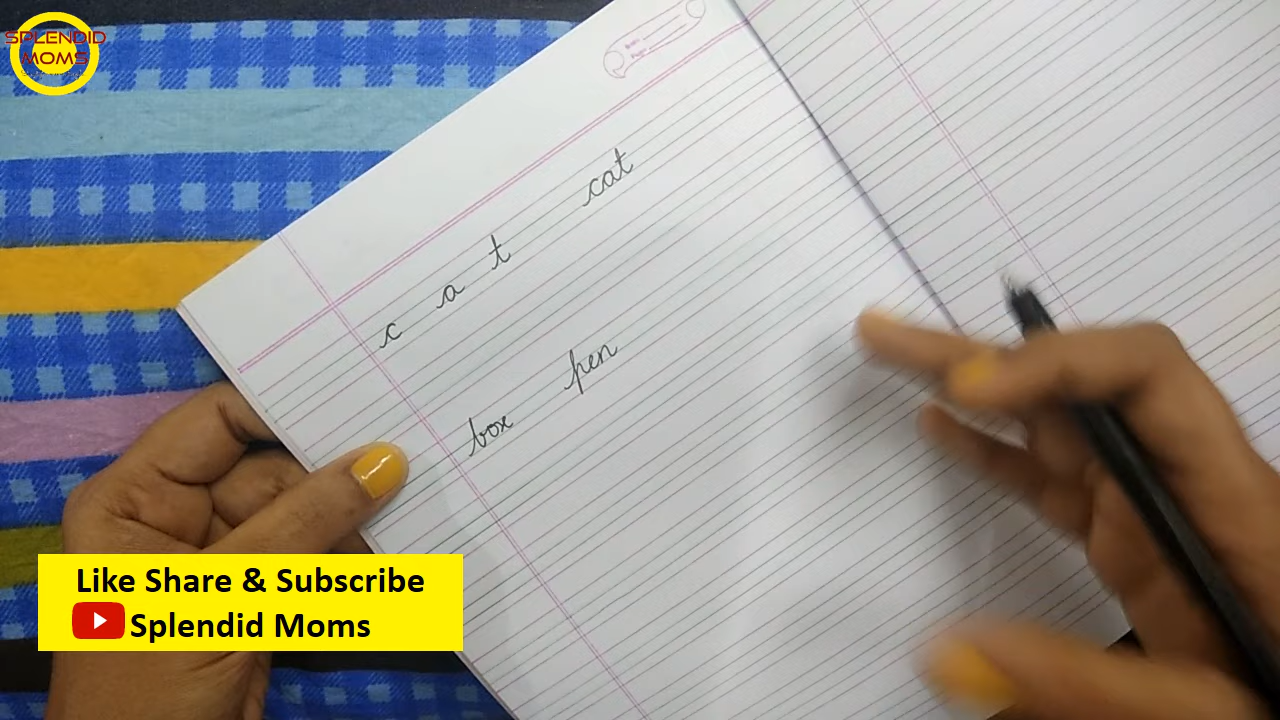 SPLENDID
MOMS
c a t cat
box pen
Like Share & Subscribe
Splendid Moms